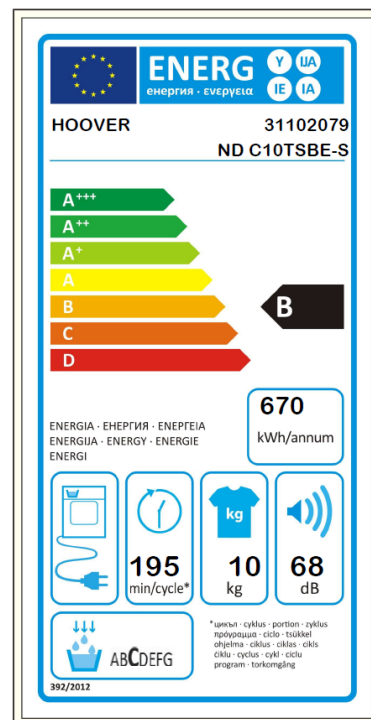 ENERG
енергия · ενεργεια
Y IJA
IE IA
HOOVER 31102079
ND C10TSBE-S
A+++
A++
A+
A
B
B
C
D
670
kWh/annum
ENERGIA · ЕНЕРГИЯ · ΕΝΕΡΓΕΙΑ
ENERGIJA · ENERGY · ENERGIE
ENERGI
kg
195 10 68
min/cycle* kg dB
ABCDEFG
*цикъл · cyklus · portion · zyklus
πρόγραμμα · ciclo · tsükkel
ohjelma · ciklus · ciklas · cikls
ċiklu · cyclus · cykl · ciclu
program · torkomgång
392/2012